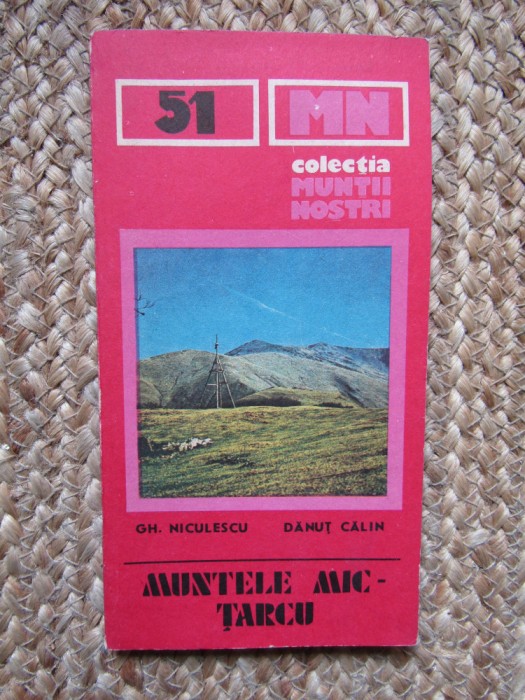 51 MN
colecția
MUNȚII
NOȘTRI
GH. NICULESCU DĂNUȚ CĂLIN
MUNTELE MIC -
ȚARCU